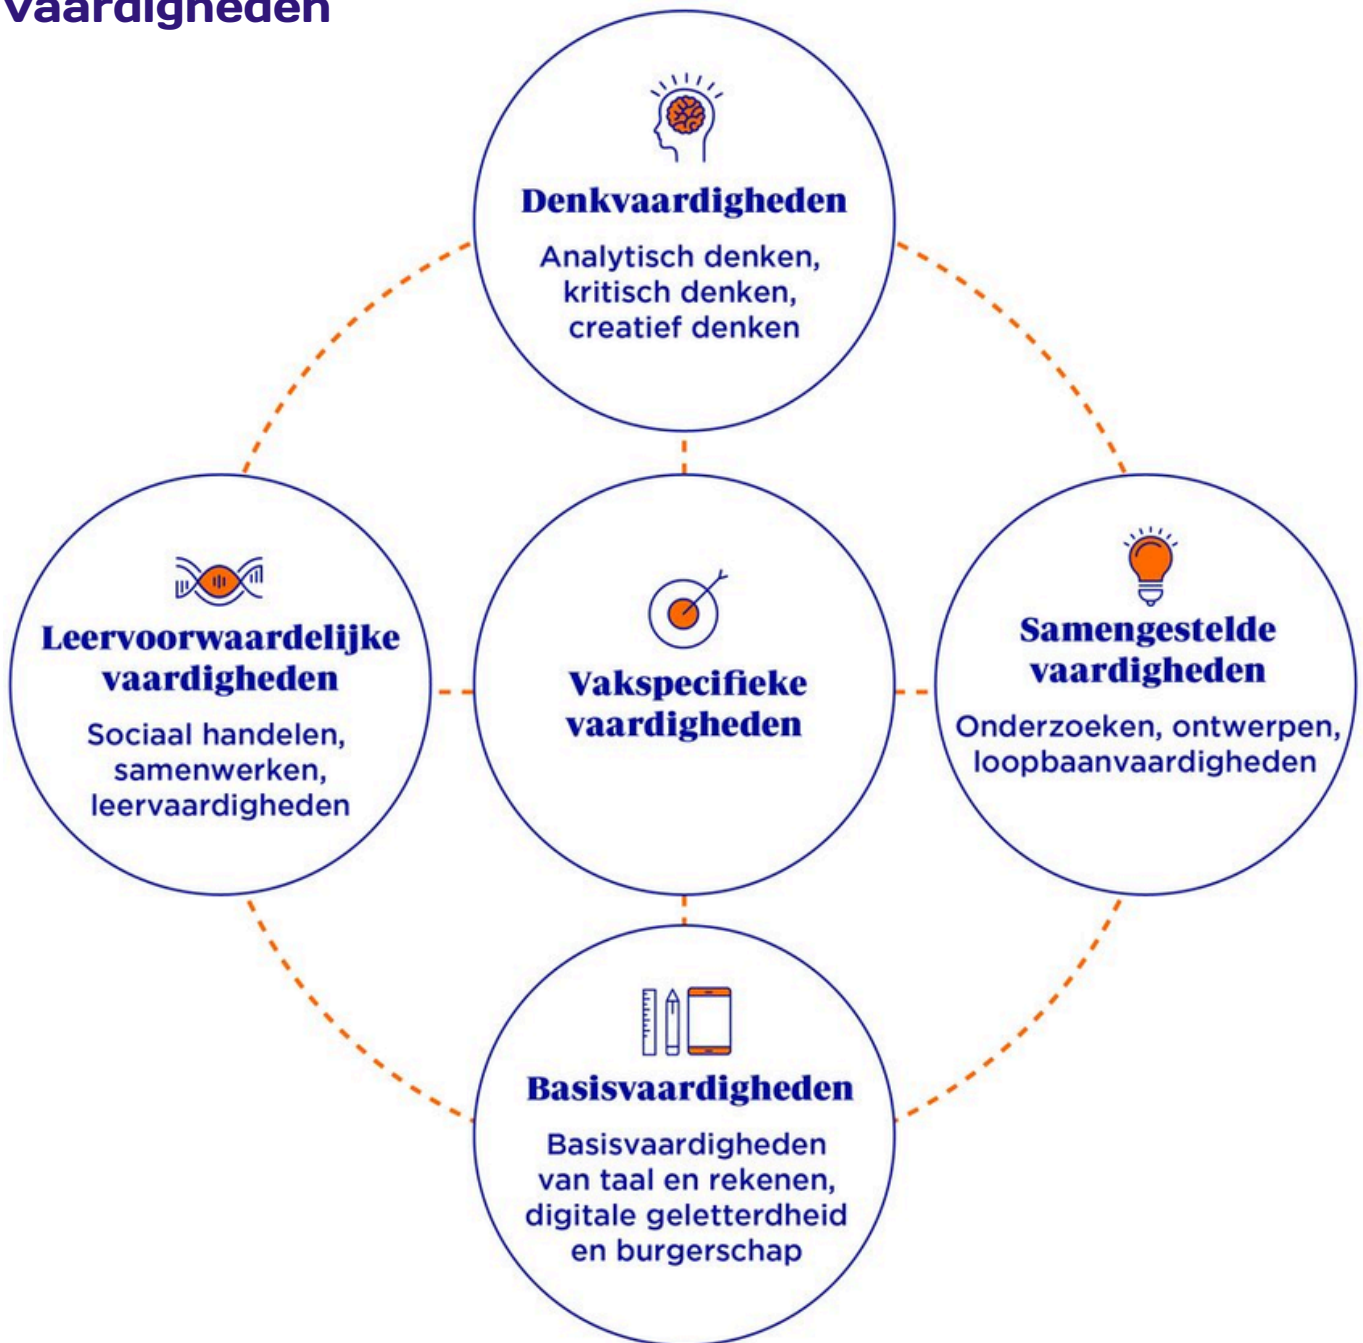 vaardigheden
Denkvaardigheden
Analytisch denken,
kritisch denken,
creatief denken
Leervoorwaardelijke
vaardigheden
Sociaal handelen,
samenwerken,
leervaardigheden
Vakspecifieke
vaardigheden
Samengestelde
vaardigheden
Onderzoeken, ontwerpen,
loopbaanvaardigheden
Basisvaardigheden
Basisvaardigheden
van taal en rekenen,
digitale geletterdheid
en burgerschap